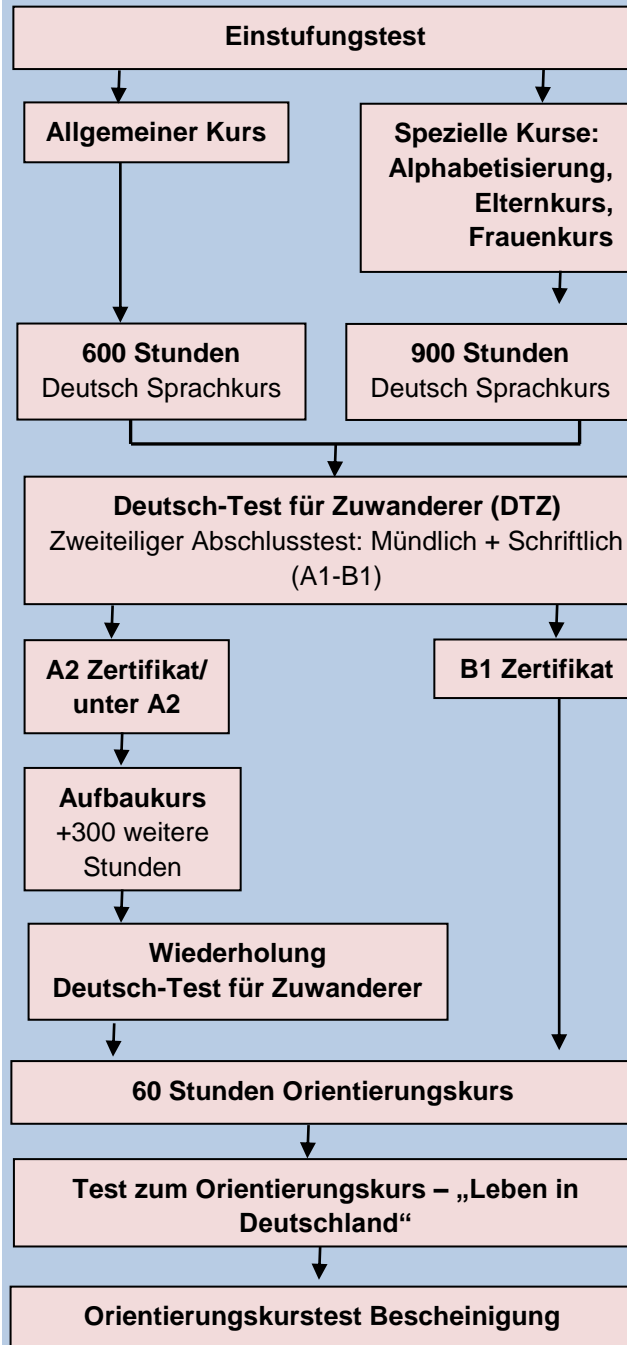 Einstufungstest
Allgemeiner Kurs
Spezielle Kurse:
Alphabetisierung,
Elternkurs,
Frauenkurs
600 Stunden
Deutsch Sprachkurs
900 Stunden
Deutsch Sprachkurs
Deutsch-Test für Zuwanderer (DTZ)
Zweiteiliger Abschlusstest: Mündlich + Schriftlich
(A1-B1)
A2 Zertifikat/
unter A2
B1 Zertifikat
Aufbaukurs
+300 weitere
Stunden
Wiederholung
Deutsch-Test für Zuwanderer
60 Stunden Orientierungskurs
Test zum Orientierungskurs – „Leben in
Deutschland“
Orientierungskurstest Bescheinigung